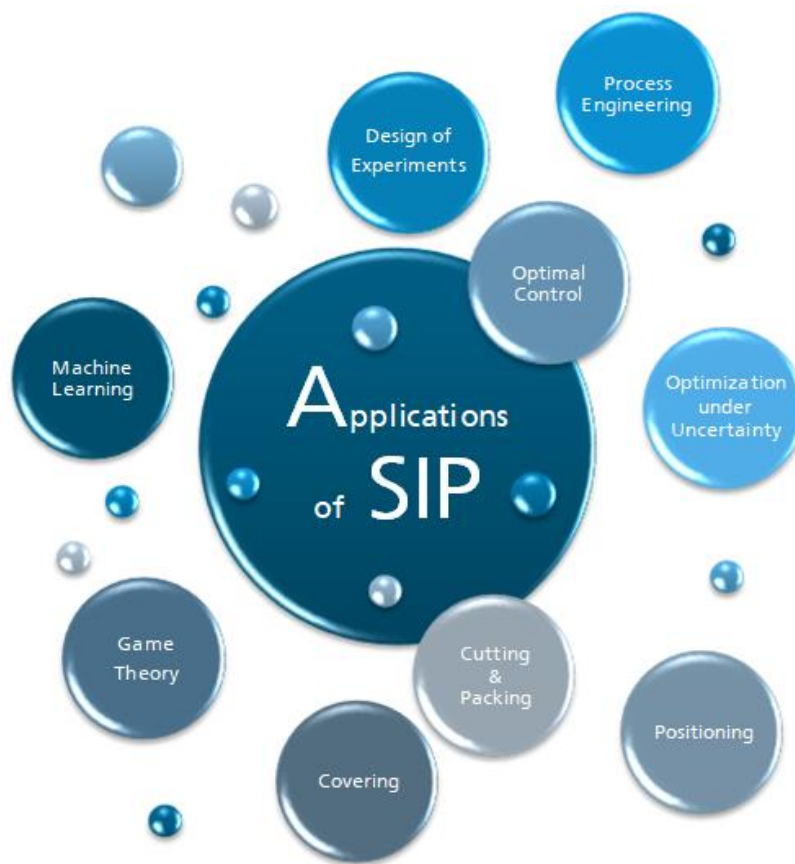 Process
Engineering
Design of
Experiments
Optimal
Control
Machine
Learning
Applications
of SIP
Optimization
under
Uncertainty
Game
Theory
Cutting
&
Packing
Positioning
Covering